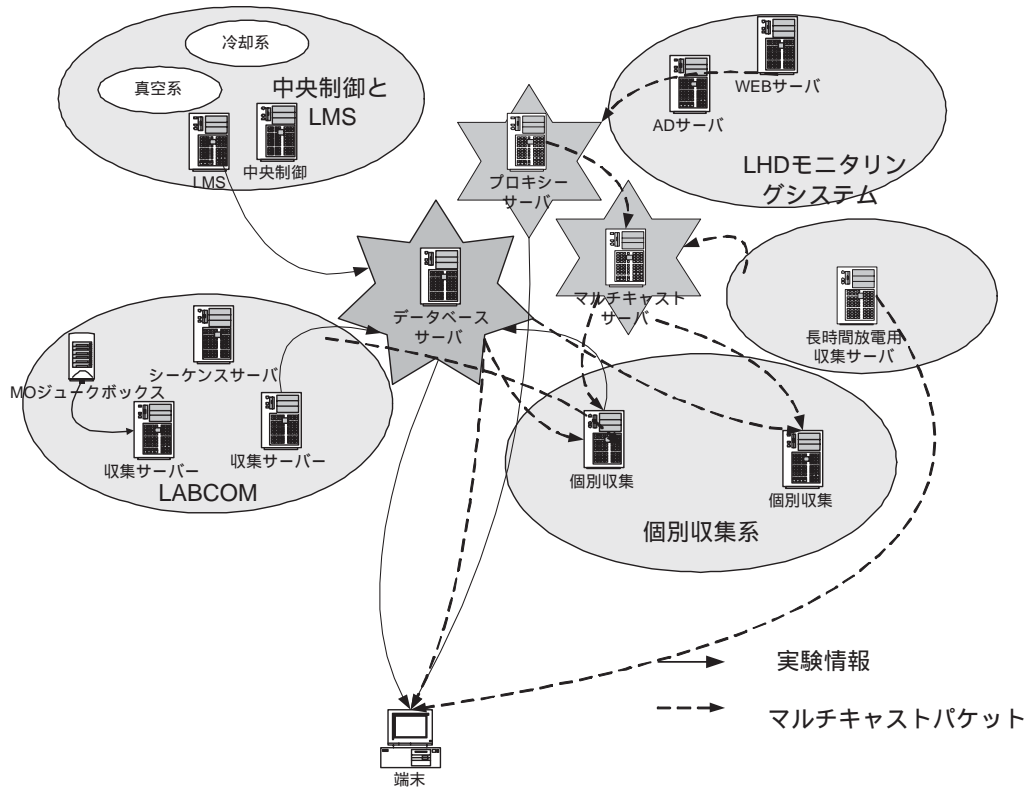 冷却系
真空系
中央制御と
LMS
LMS
中央制御
WEBサーバ
ADサーバ
LHDモニタリン
グシステム
プロキシー
サーバ
マルチキャスト
サーバ
データベース
サーバ
長時間放電用
収集サーバ
シーケンスサーバ
MOジュークボックス
収集サーバー
収集サーバー
LABCOM
個別収集
個別収集
個別収集系
実験情報
マルチキャストパケット
端末